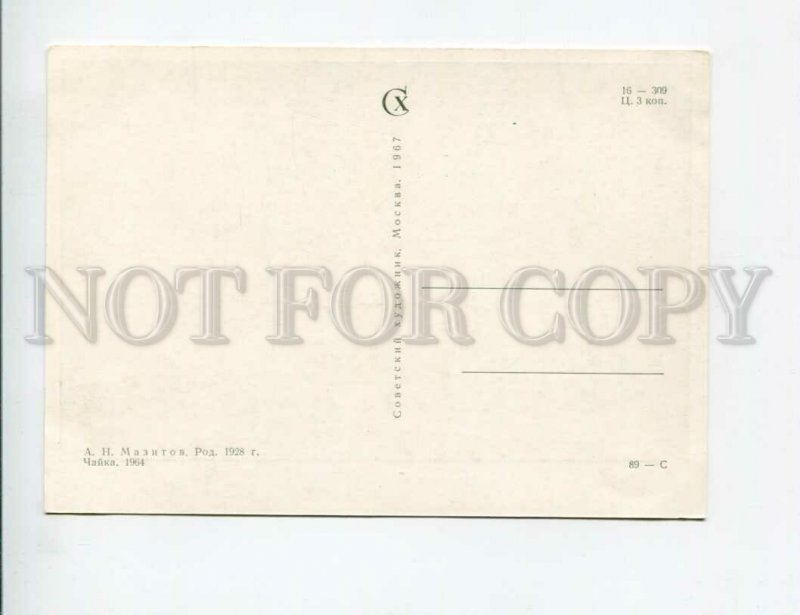 СХ
16 — 309
Ц. 3 коп.
Советский художник. Москва. 1967
NOT FOR COPY
А. Н. Мазитов. Род. 1928 г.
Чайка. 1964
89 — С